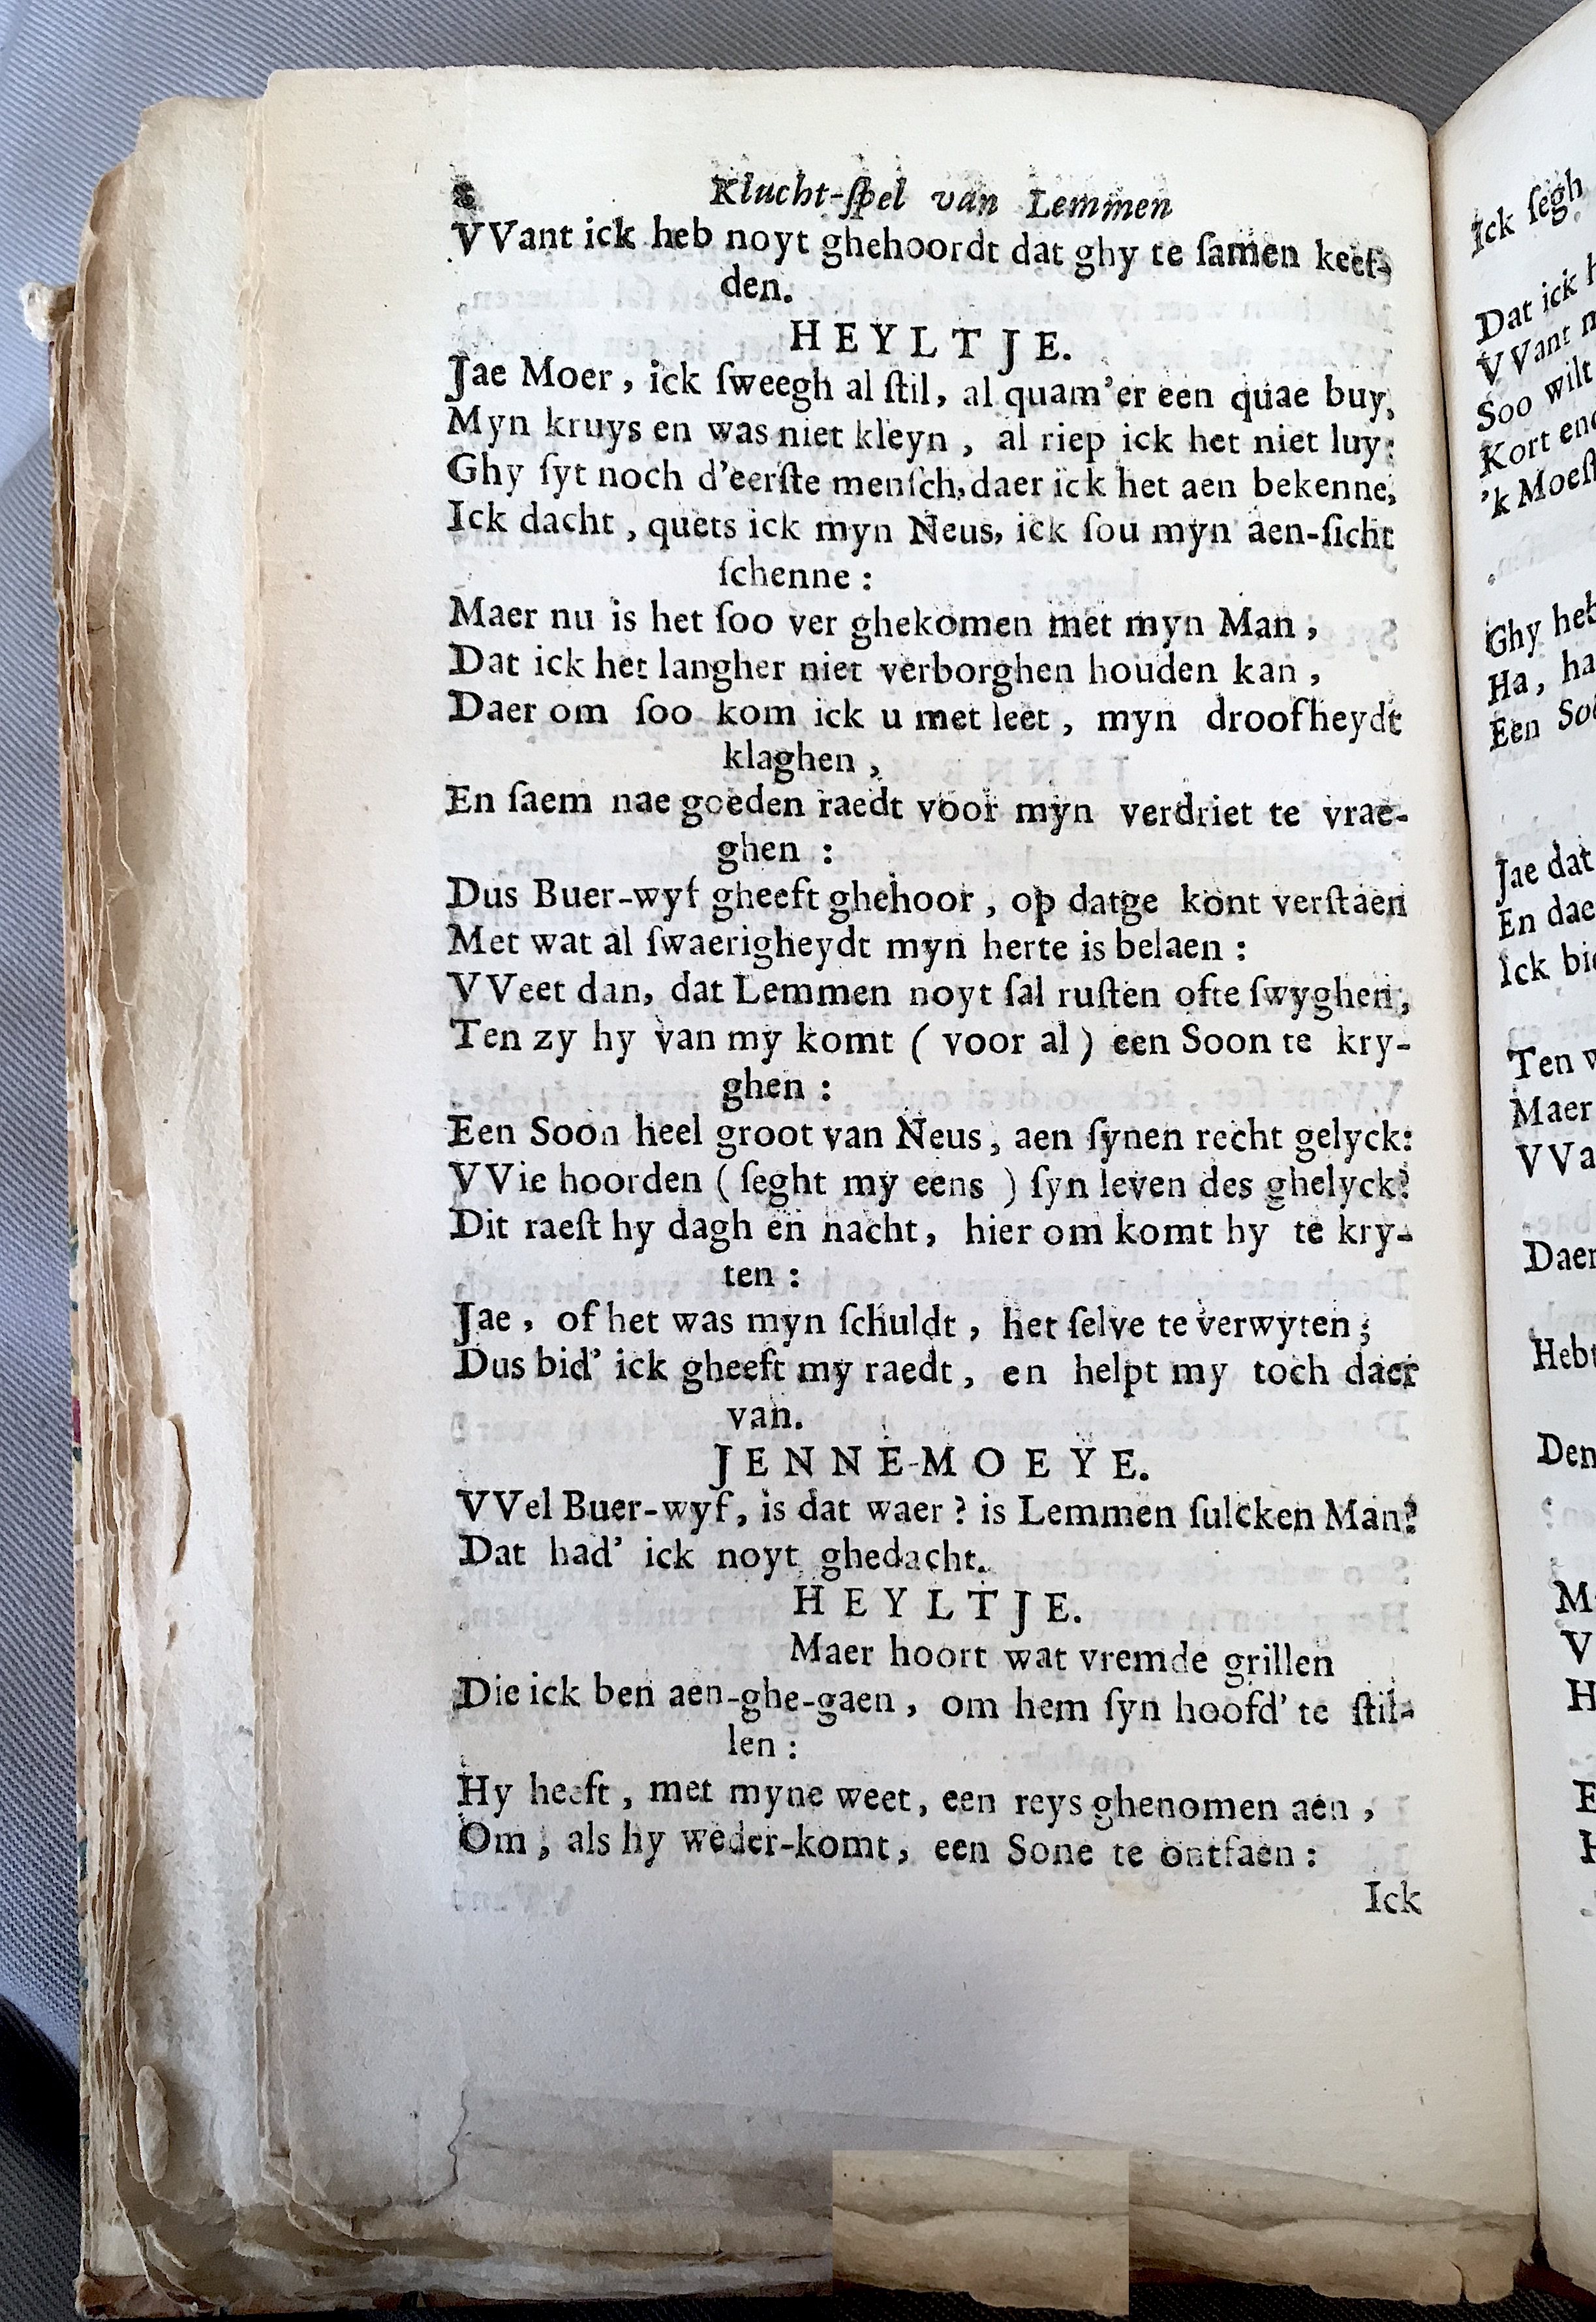 8 Klucht-ſpel van Lemmen
VVant ick heb noyt ghehoordt dat ghy te ſamen keef-
den.
HEYLTJE.
Jae Moer, ick ſweegh al ſtil, al quam'er een quae buy,
Myn kruys en was niet kleyn, al riep ick het niet luy:
Ghy ſyt noch d'eerſte menſch, daer ick het aen bekenne,
Ick dacht, quets ick myn Neus, ick ſou myn aen-ſicht
ſchenne:
Maer nu is het ſoo ver ghekomen met myn Man,
Dat ick het langher niet verborghen houden kan,
Daer om ſoo kom ick u met leet, myn droofheydt
klaghen,
En ſaem nae goeden raedt voor myn verdriet te vrae-
ghen:
Dus Buer-wyf gheeft ghehoor, op datge kont verſtaen
Met wat al ſwaerigheydt myn herte is belaen:
VVeet dan, dat Lemmen noyt ſal ruſten ofte ſwyghen,
Ten zy hy van my komt (voor al) een Soon te kry-
ghen:
Een Soon heel groot van Neus, aen ſynen recht gelyck:
VVie hoorden (ſeght my eens) ſyn leven des ghelyck?
Dit raeſt hy dagh en nacht, hier om komt hy te kry-
ten:
Jae, of het was myn ſchuldt, het ſelve te verwyten;
Dus bid' ick gheeft my raedt, en helpt my toch daer
van.
JENNE-MOEYE.
VVel Buer-wyf, is dat waer? is Lemmen ſulcken Man?
Dat had' ick noyt ghedacht.
HEYLTJE.
Maer hoort wat vremde grillen
Die ick ben aen-ghe-gaen, om hem ſyn hoofd' te ſtil-
len:
Hy heeft, met myne weet, een reys ghenomen aen,
Om, als hy weder-komt, een Sone te ontfaen:
Ick
Ick ſegh
Dat ick
VVant
Soo wilt
Kort
'k
Ghy
Ha, ha
Een
Jae dat
En
Ick
Ten
Maer